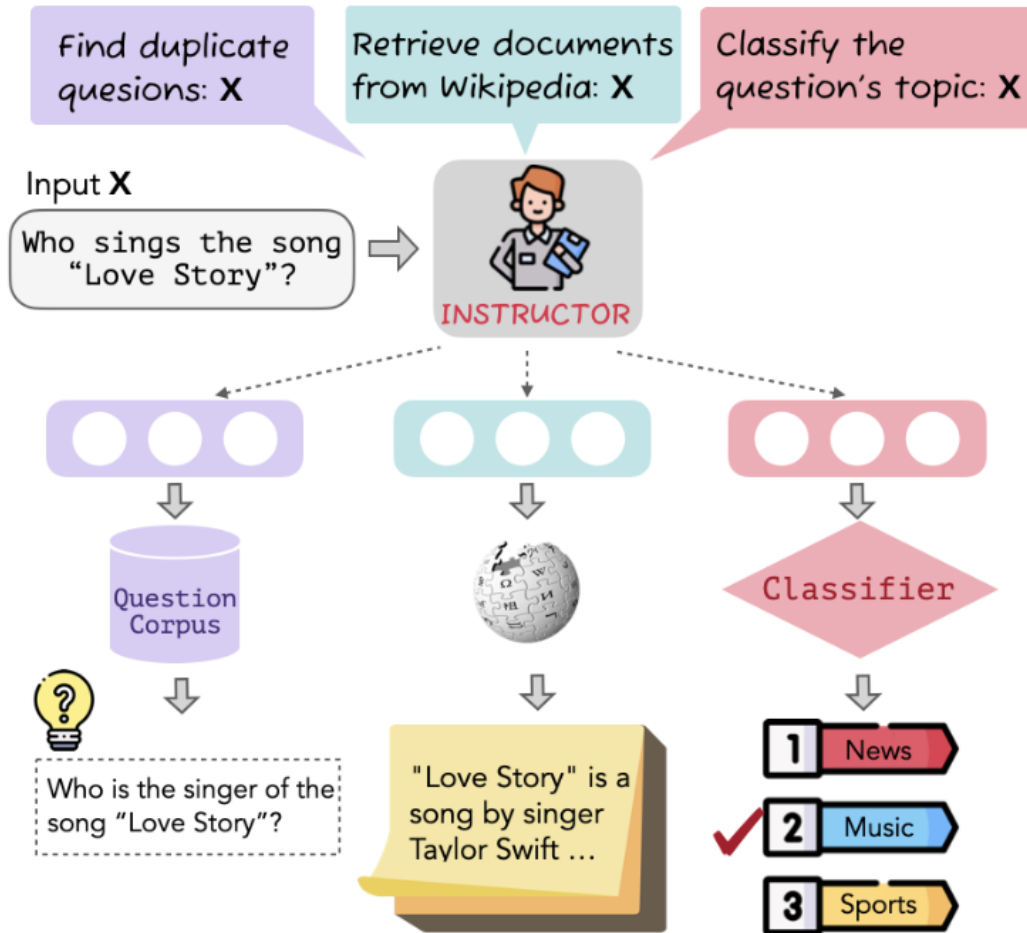 Find duplicate
quesions: X
Retrieve documents
from Wikipedia: X
Classify the
question's topic: X
Input X
Who sings the song
“Love Story”?
INSTRUCTOR
Question
Corpus
Classifier
?
Who is the singer of the
song “Love Story”?
"Love Story" is a
song by singer
Taylor Swift ...
1 News
2 Music
3 Sports